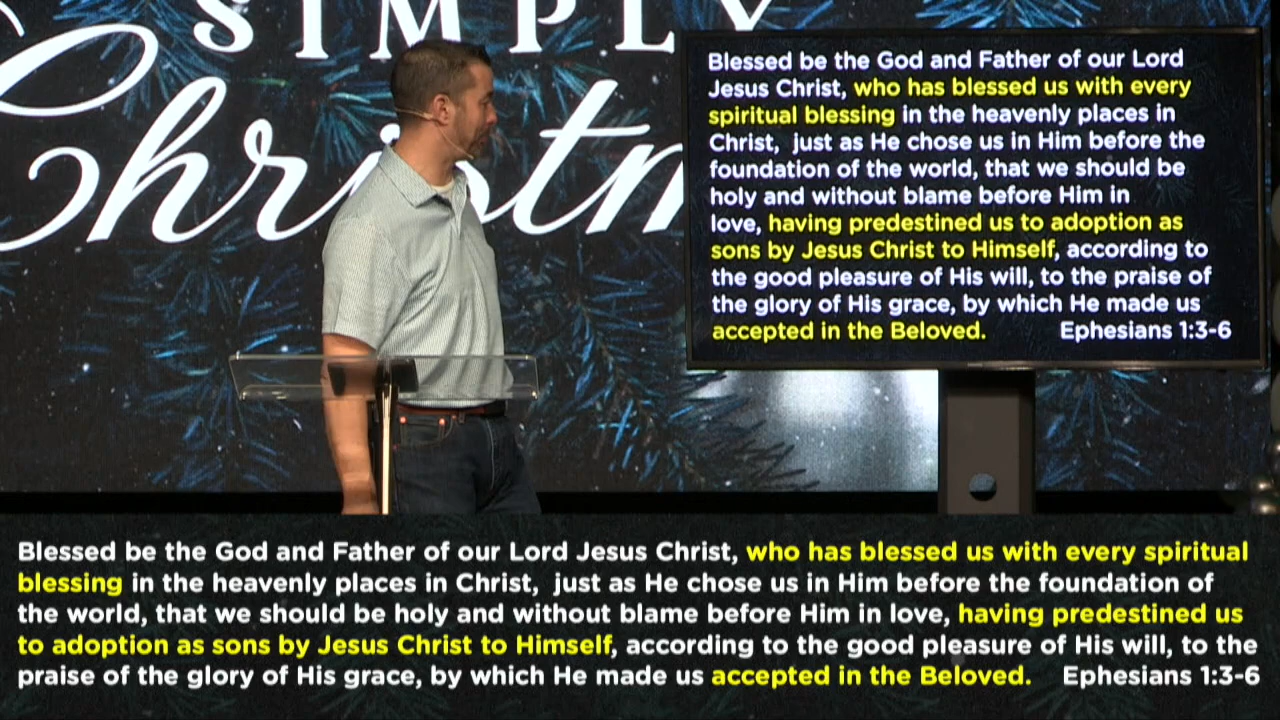 SIMPLY
Blessed be the God and Father of our Lord
Jesus Christ, who has blessed us with every
spiritual blessing in the heavenly places in
Christ,  just as He chose us in Him before the
foundation of the world, that we should be
holy and without blame before Him in
love, having predestined us to adoption as
sons by Jesus Christ to Himself, according to
the good pleasure of His will, to the praise of
the glory of His grace, by which He made us
accepted in the Beloved. Ephesians 1:3-6
Blessed be the God and Father of our Lord Jesus Christ, who has blessed us with every spiritual
blessing in the heavenly places in Christ,  just as He chose us in Him before the foundation of
the world, that we should be holy and without blame before Him in love, having predestined us
to adoption as sons by Jesus Christ to Himself, according to the good pleasure of His will, to the
praise of the glory of His grace, by which He made us accepted in the Beloved. Ephesians 1:3-6